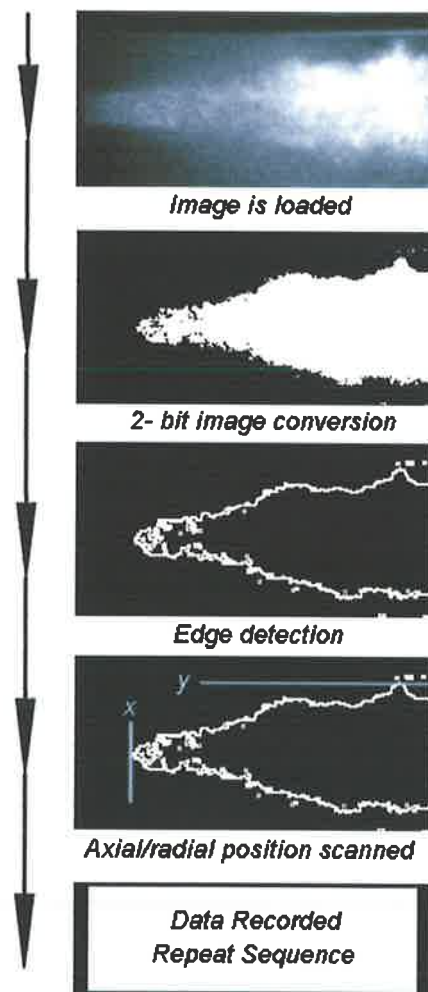 Image is loaded
2- bit image conversion
Edge detection
y
x
Axial/radial position scanned
Data Recorded
Repeat Sequence